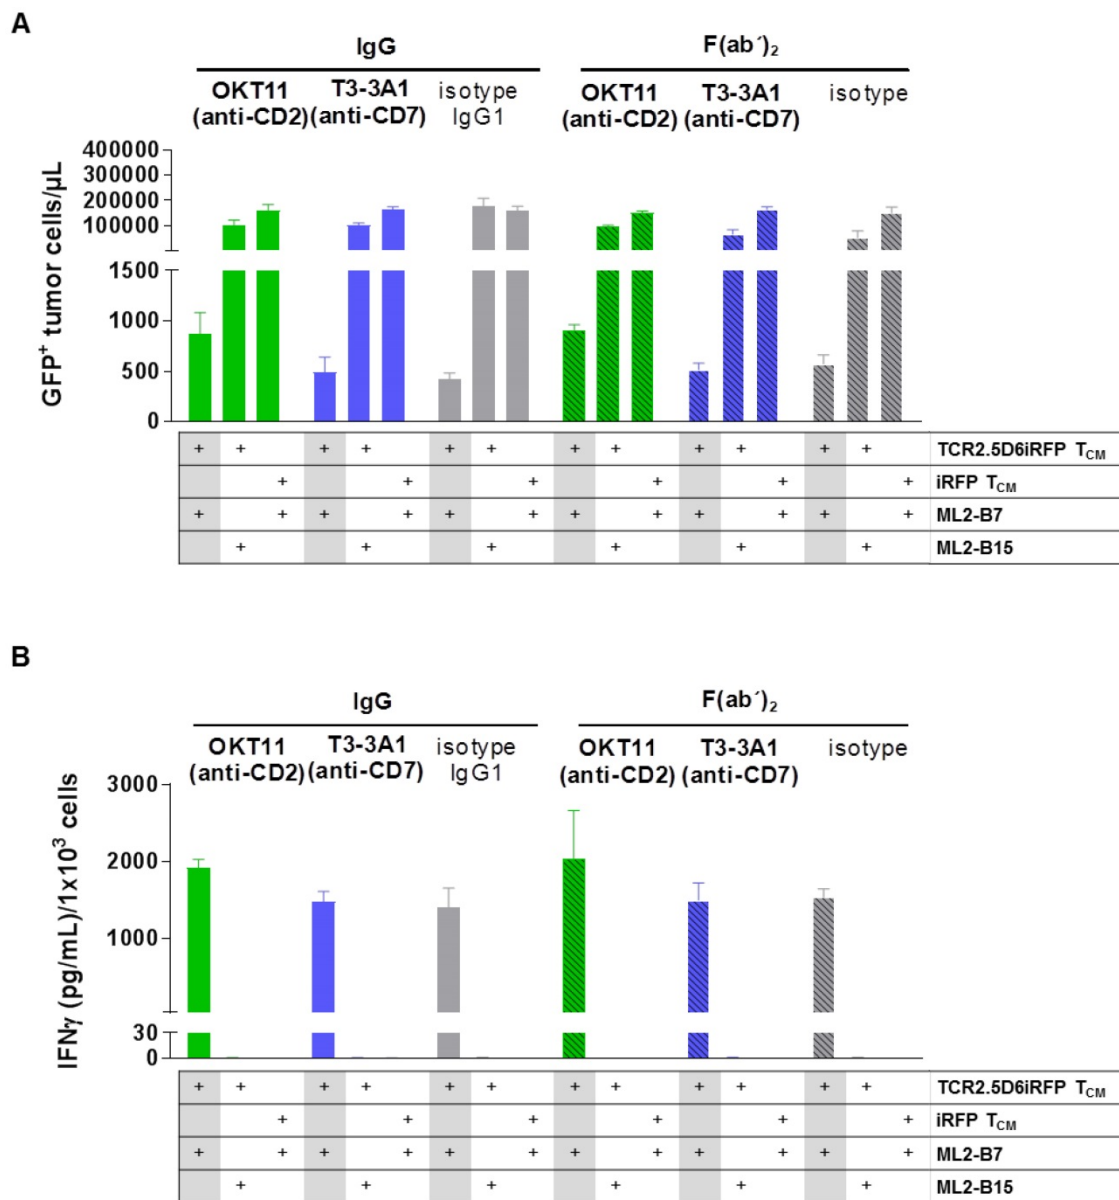 A
IgG
F(ab´)₂
OKT11 T3-3A1 isotype
(anti-CD2) (anti-CD7) IgG1
OKT11 T3-3A1 isotype
(anti-CD2) (anti-CD7)
GFP⁺ tumor cells/µL
400000
300000
200000
100000
1500
1000
500
0
+ + + + + + + + + + + + TCR2.5D6iRFP T_CM
+ + + + + + iRFP T_CM
+ + + + + + + + + + + + ML2-B7
+ + + + + + ML2-B15
B
IgG
F(ab´)₂
OKT11 T3-3A1 isotype
(anti-CD2) (anti-CD7) IgG1
OKT11 T3-3A1 isotype
(anti-CD2) (anti-CD7)
IFNγ (pg/mL)/1x10³ cells
3000
2000
1000
30
0
+ + + + + + + + + + + + TCR2.5D6iRFP T_CM
+ + + + + + iRFP T_CM
+ + + + + + + + + + + + ML2-B7
+ + + + + + ML2-B15